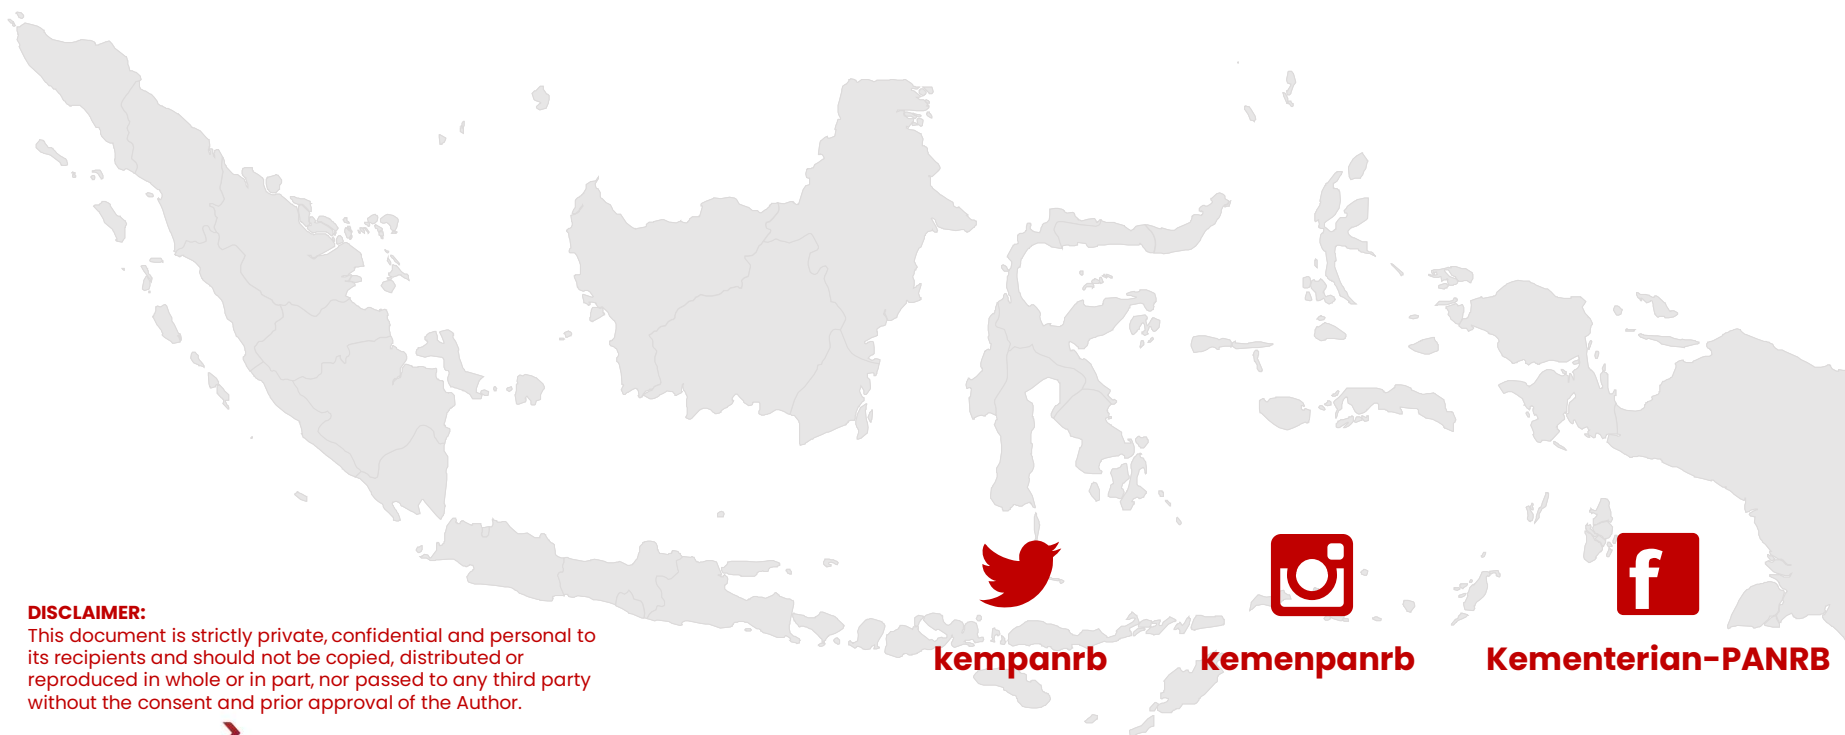 DISCLAIMER:
This document is strictly private, confidential and personal to
its recipients and should not be copied, distributed or
reproduced in whole or in part, nor passed to any third party
without the consent and prior approval of the Author.
kempanrb
kemenpanrb
Kementerian-PANRB